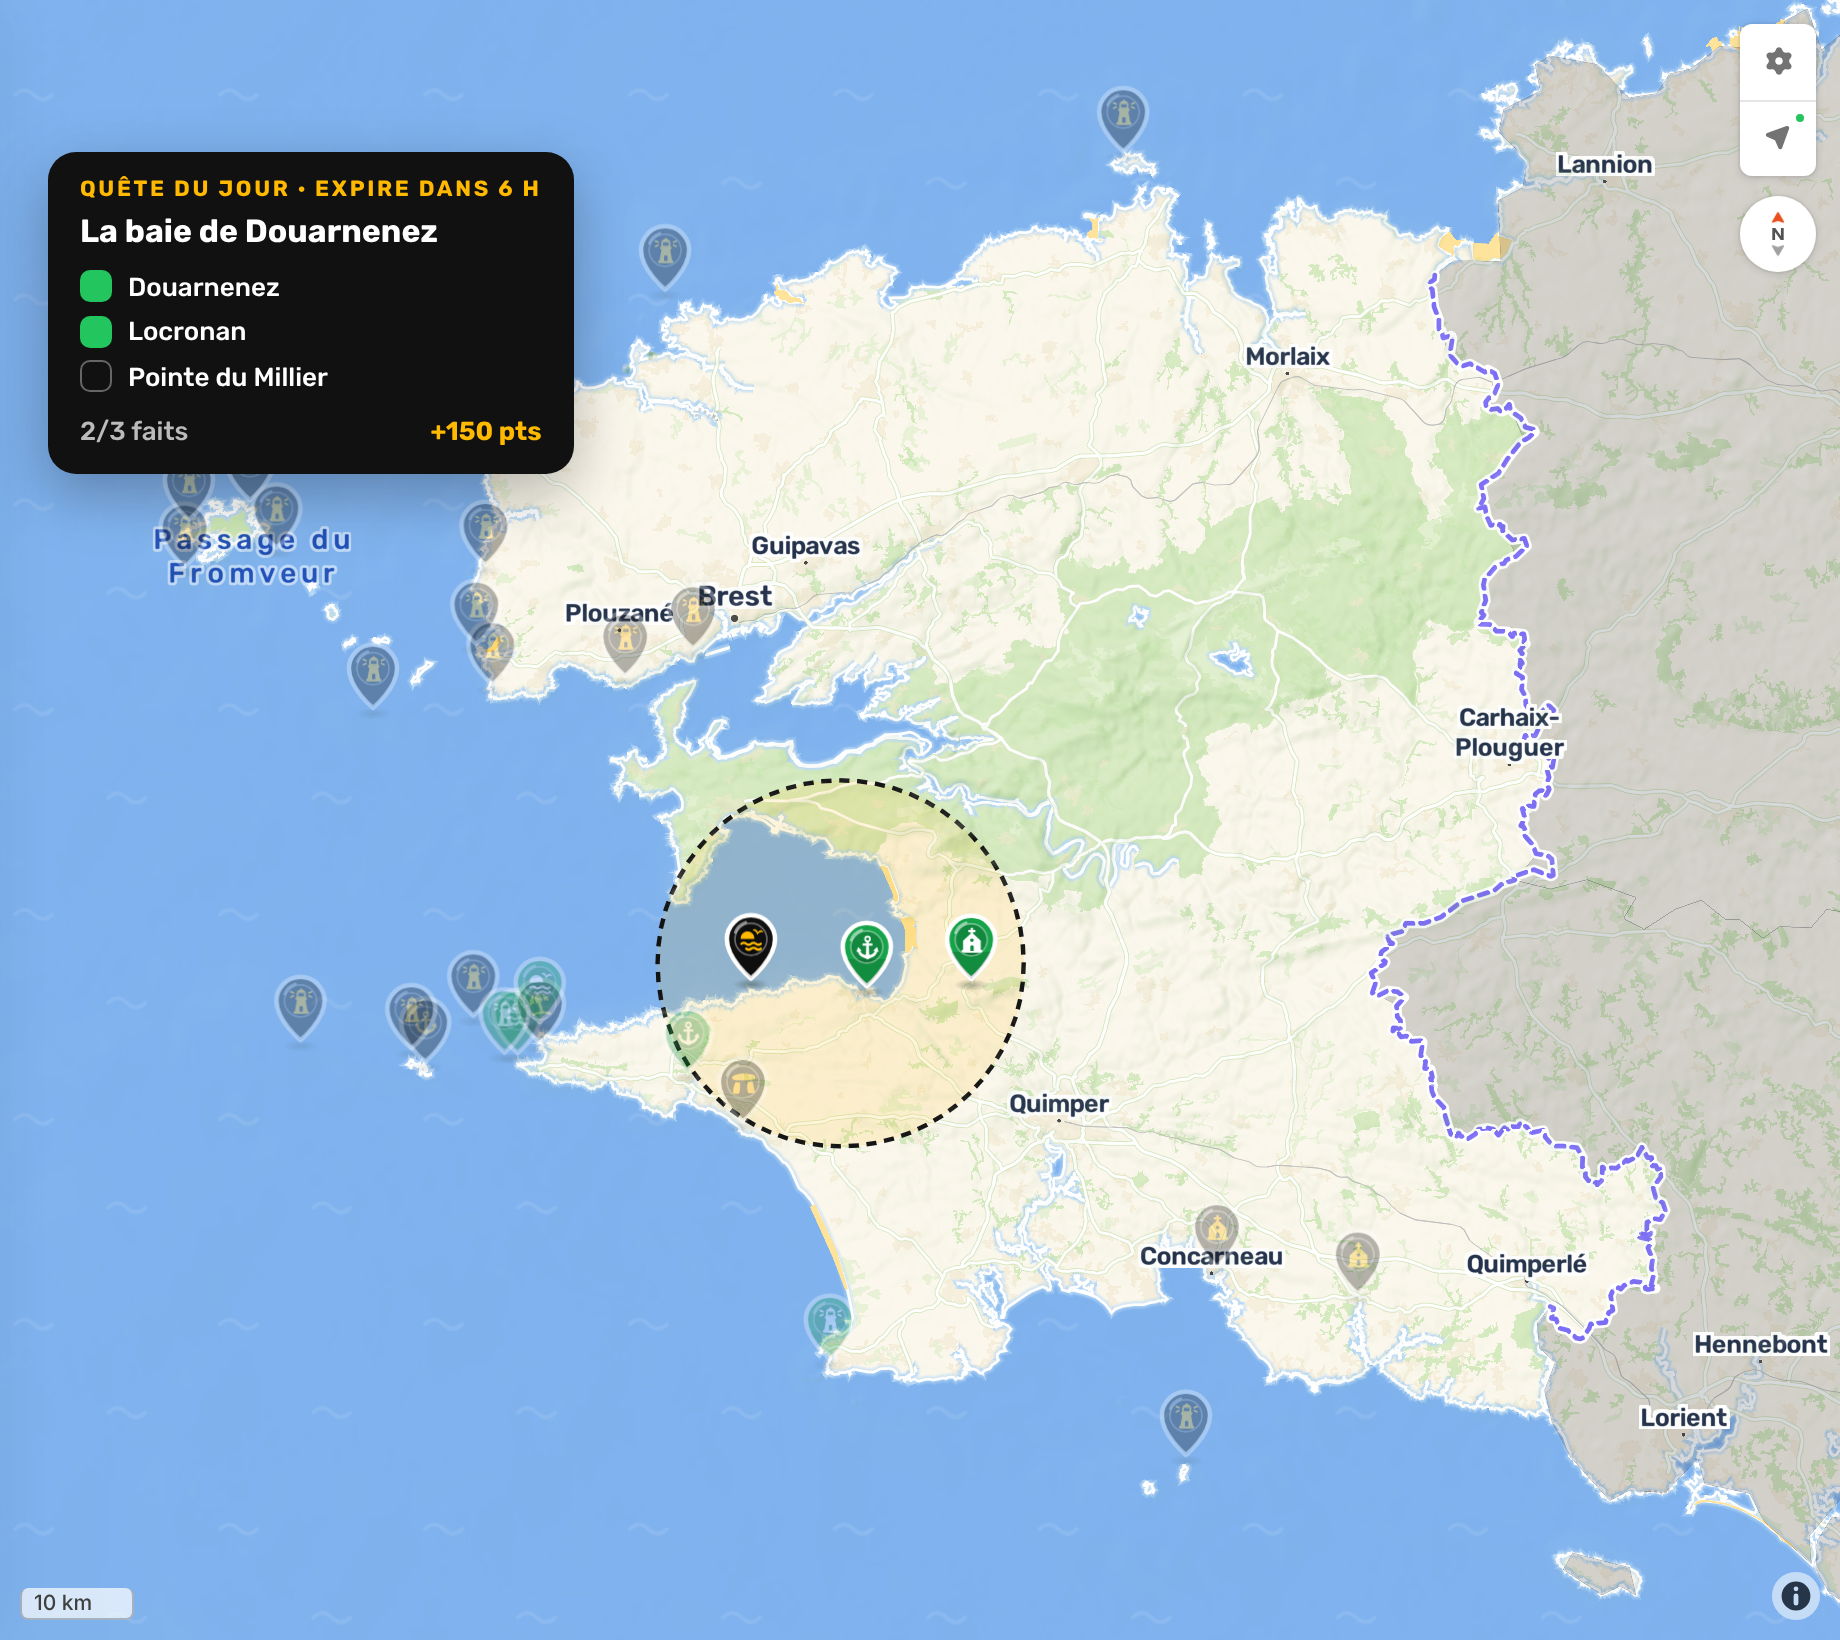 QUÊTE DU JOUR • EXPIRE DANS 6 H
La baie de Douarnenez
Douarnenez
Locronan
Pointe du Millier
2/3 faits
+150 pts
Lannion
N
Morlaix
Passage du
Fromveur
Guipavas
Brest
Plouzané
Carhaix-
Plouguer
Quimper
Concarneau
Quimperlé
Hennebont
Lorient
10 km